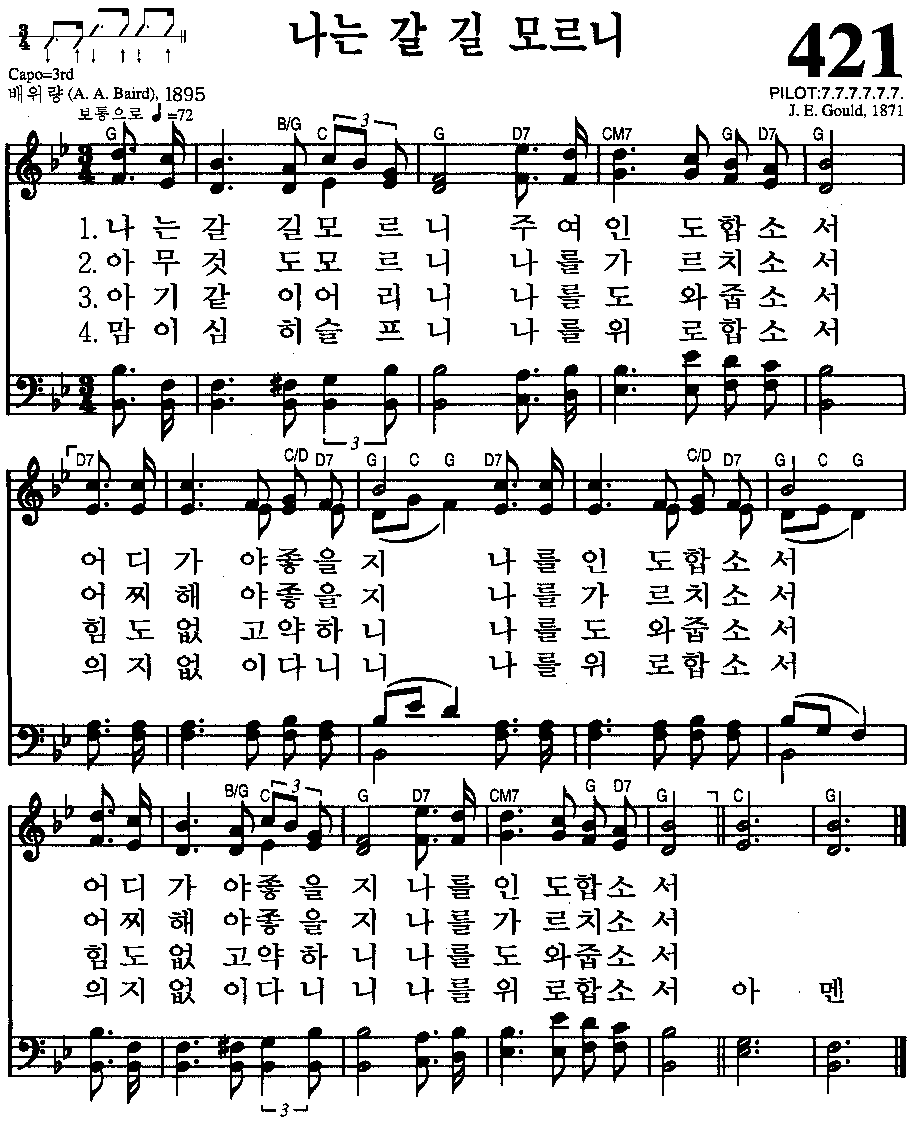 나는 갈 길 모르니
421
3/4
Capo=3rd
배위량 (A. A. Baird), 1895
PILOT:7.7.7.7.7.7.
보통으로 ♩=72
J. E. Gould, 1871
G B/G C 3 G D7 CM7 G D7 G
1. 나 는 갈 길 모 르 니 주 여 인 도 합 소 서
2. 아 무 것 도 모 르 니 나 를 가 르 치 소 서
3. 아 기 같 이 어 리 니 나 를 도 와 줍 소 서
4. 맘 이 심 히 슬 프 니 나 를 위 로 합 소 서
3
D7 C/D D7 G C G D7 C/D D7 G C G
어 디 가 야 좋 을 지 나 를 인 도 합 소 서
어 찌 해 야 좋 을 지 나 를 가 르 치 소 서
힘 도 없 고 약 하 니 나 를 도 와 줍 소 서
의 지 없 이 다 니 니 나 를 위 로 합 소 서
B/G C 3 G D7 CM7 G D7 G C G
어 디 가 야 좋 을 지 나 를 인 도 합 소 서
어 찌 해 야 좋 을 지 나 를 가 르 치 소 서
힘 도 없 고 약 하 니 나 를 도 와 줍 소 서
의 지 없 이 다 니 니 나 를 위 로 합 소 서 아 멘
3